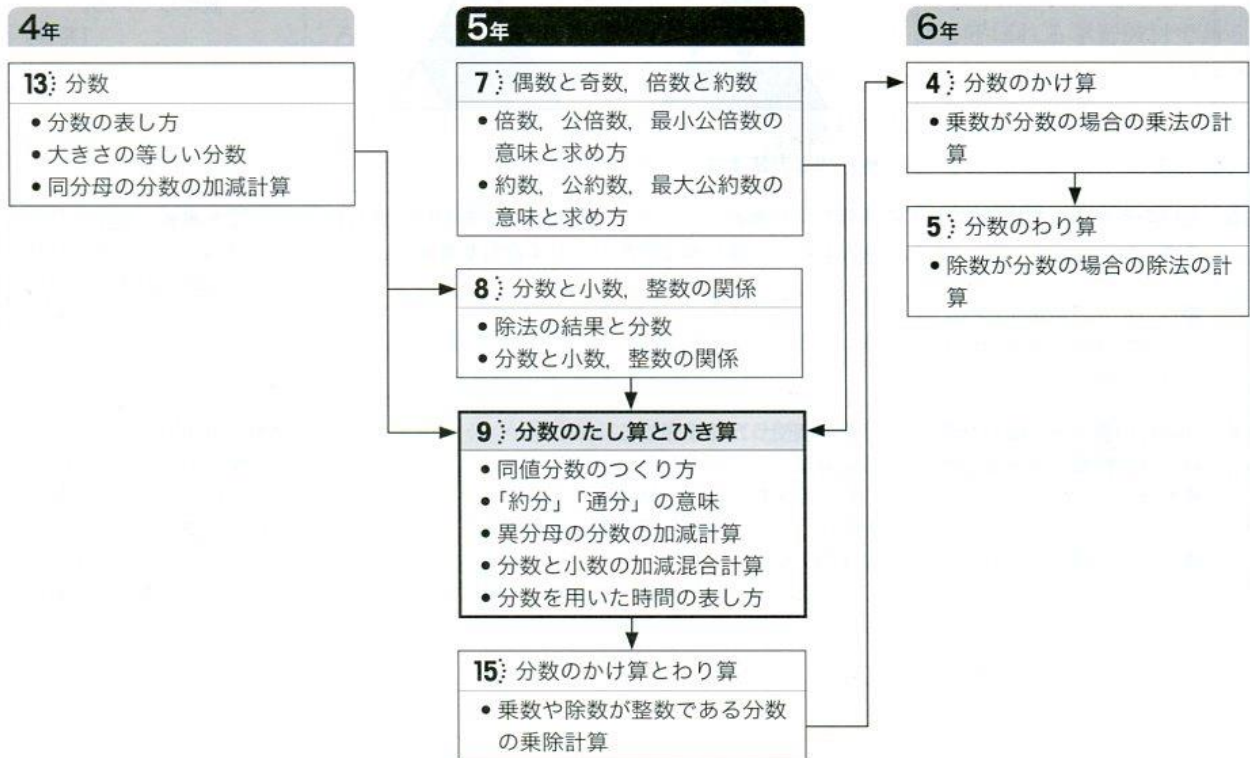 4年
13 分数
• 分数の表し方
• 大きさの等しい分数
• 同分母の分数の加減計算
5年
7 偶数と奇数，倍数と約数
• 倍数，公倍数，最小公倍数の
意味と求め方
• 約数，公約数，最大公約数の
意味と求め方
8 分数と小数，整数の関係
• 除法の結果と分数
• 分数と小数，整数の関係
9 分数のたし算とひき算
• 同値分数のつくり方
• 「約分」「通分」の意味
• 異分母の分数の加減計算
• 分数と小数の加減混合計算
• 分数を用いた時間の表し方
15 分数のかけ算とわり算
• 乗数や除数が整数である分数
の乗除計算
6年
4 分数のかけ算
• 乗数が分数の場合の乗法の計
算
5 分数のわり算
• 除数が分数の場合の除法の計
算